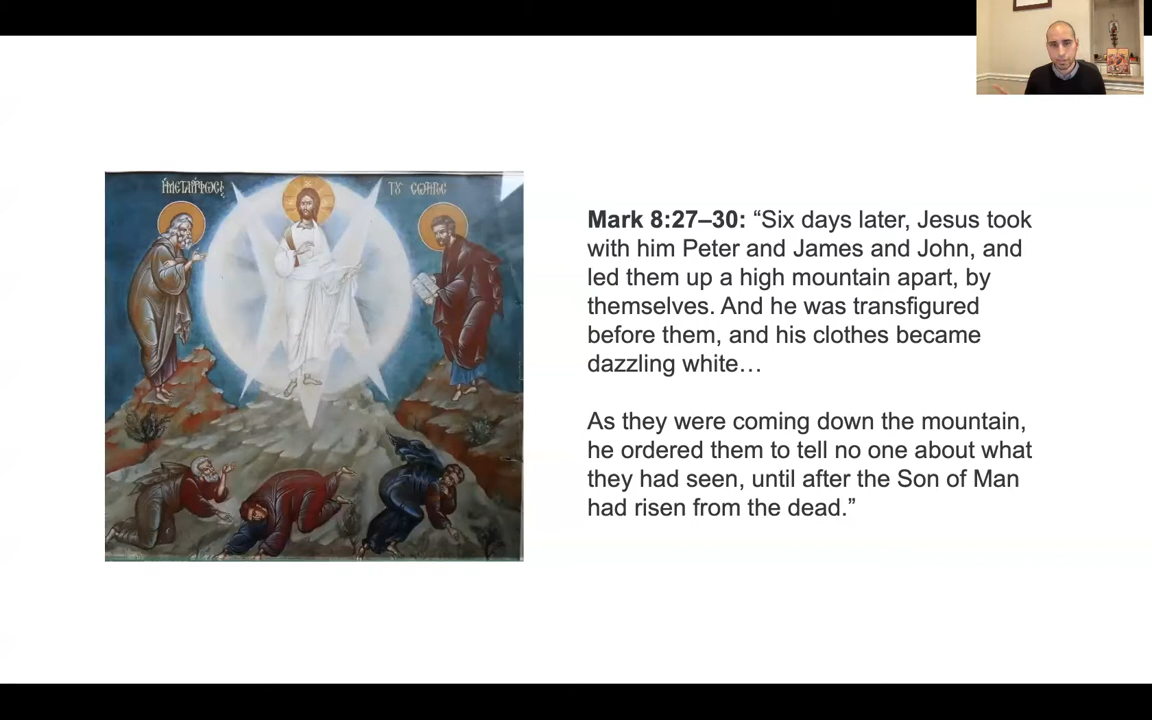 Mark 8:27–30: “Six days later, Jesus took
with him Peter and James and John, and
led them up a high mountain apart, by
themselves. And he was transfigured
before them, and his clothes became
dazzling white…
As they were coming down the mountain,
he ordered them to tell no one about what
they had seen, until after the Son of Man
had risen from the dead.”